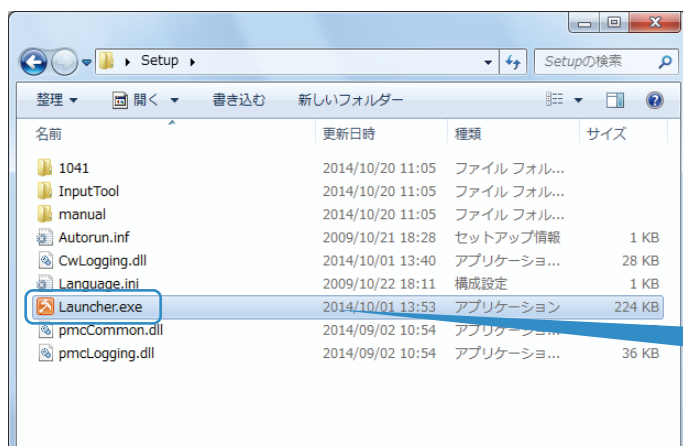 Setup
Setupの検索
整理 開く 書き込む 新しいフォルダー
名前 更新日時 種類 サイズ
1041 2014/10/20 11:05 ファイル フォル...
InputTool 2014/10/20 11:05 ファイル フォル...
manual 2014/10/20 11:05 ファイル フォル...
Autorun.inf 2009/10/21 18:28 セットアップ情報 1 KB
CwLogging.dll 2014/10/01 13:40 アプリケーショ... 28 KB
Language.ini 2009/10/22 18:11 構成設定 1 KB
Launcher.exe 2014/10/01 13:53 アプリケーション 224 KB
pmcCommon.dll 2014/09/02 10:54 アプリケーショ...
pmcLogging.dll 2014/09/02 10:54 アプリケーショ... 36 KB